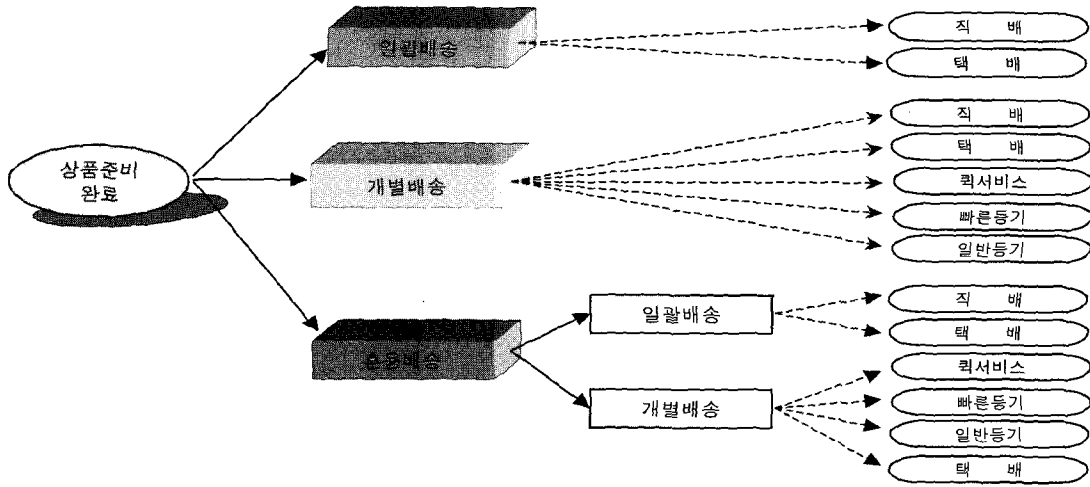 상품준비
완료
일괄배송
직 배
택 배
개별배송
직 배
택 배
퀵서비스
빠른등기
일반등기
혼용배송
일괄배송
직 배
택 배
개별배송
퀵서비스
빠른등기
일반등기
택 배